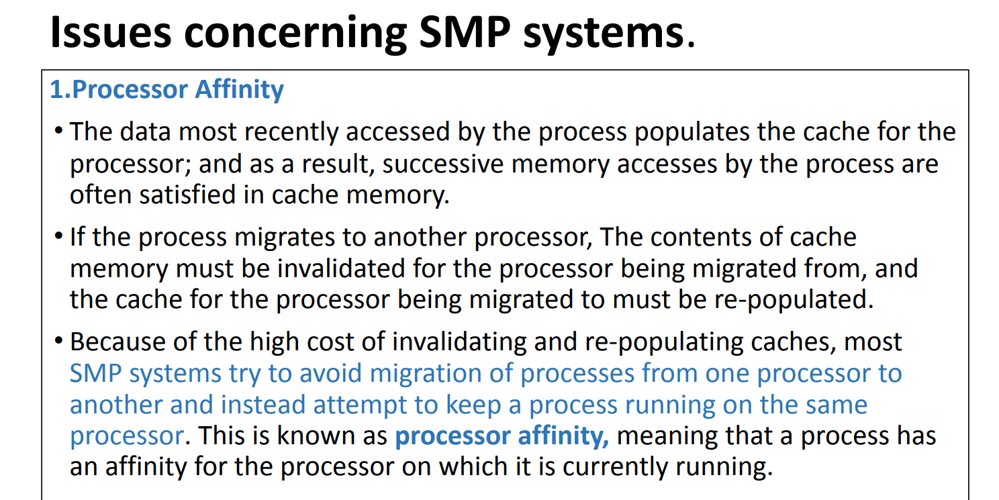 Issues concerning SMP systems.
1.Processor Affinity
• The data most recently accessed by the process populates the cache for the
processor; and as a result, successive memory accesses by the process are
often satisfied in cache memory.
• If the process migrates to another processor, The contents of cache
memory must be invalidated for the processor being migrated from, and
the cache for the processor being migrated to must be re-populated.
• Because of the high cost of invalidating and re-populating caches, most
SMP systems try to avoid migration of processes from one processor to
another and instead attempt to keep a process running on the same
processor. This is known as processor affinity, meaning that a process has
an affinity for the processor on which it is currently running.